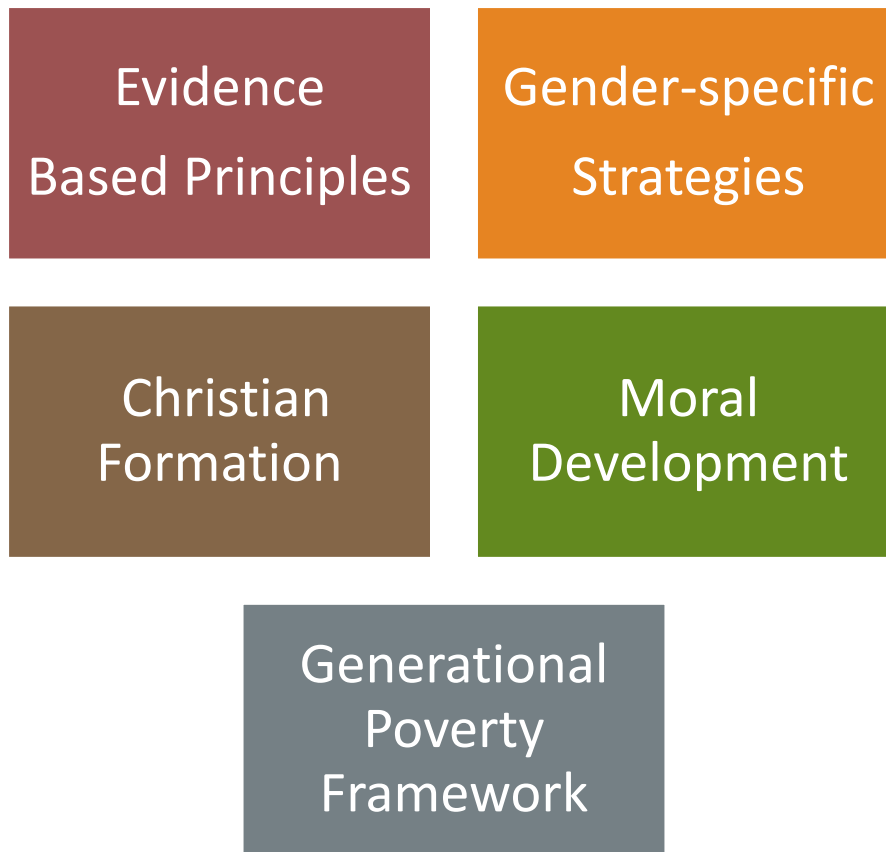 Evidence
Based Principles
Gender-specific
Strategies
Christian
Formation
Moral
Development
Generational
Poverty
Framework